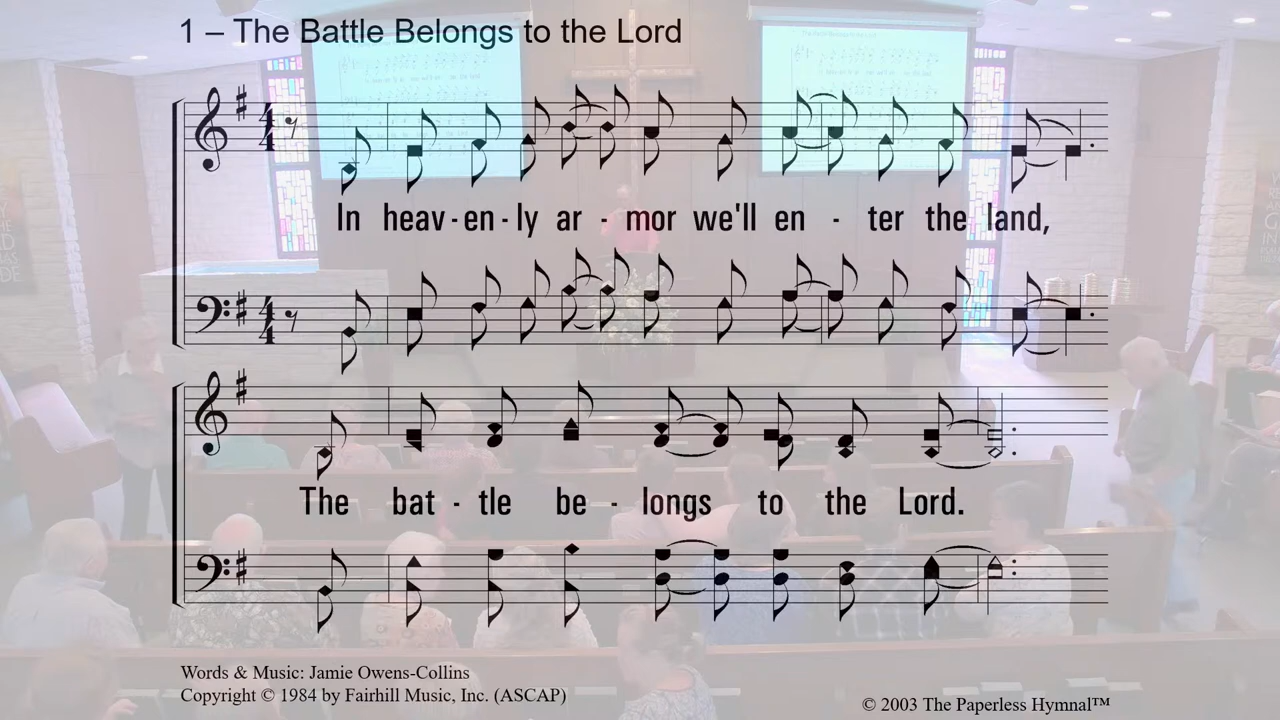 1 – The Battle Belongs to the Lord
In heav-en-ly ar - mor we'll en - ter the land,
The bat - tle be - longs to the Lord.
Words & Music: Jamie Owens-Collins
Copyright © 1984 by Fairhill Music, Inc. (ASCAP)
© 2003 The Paperless Hymnal™